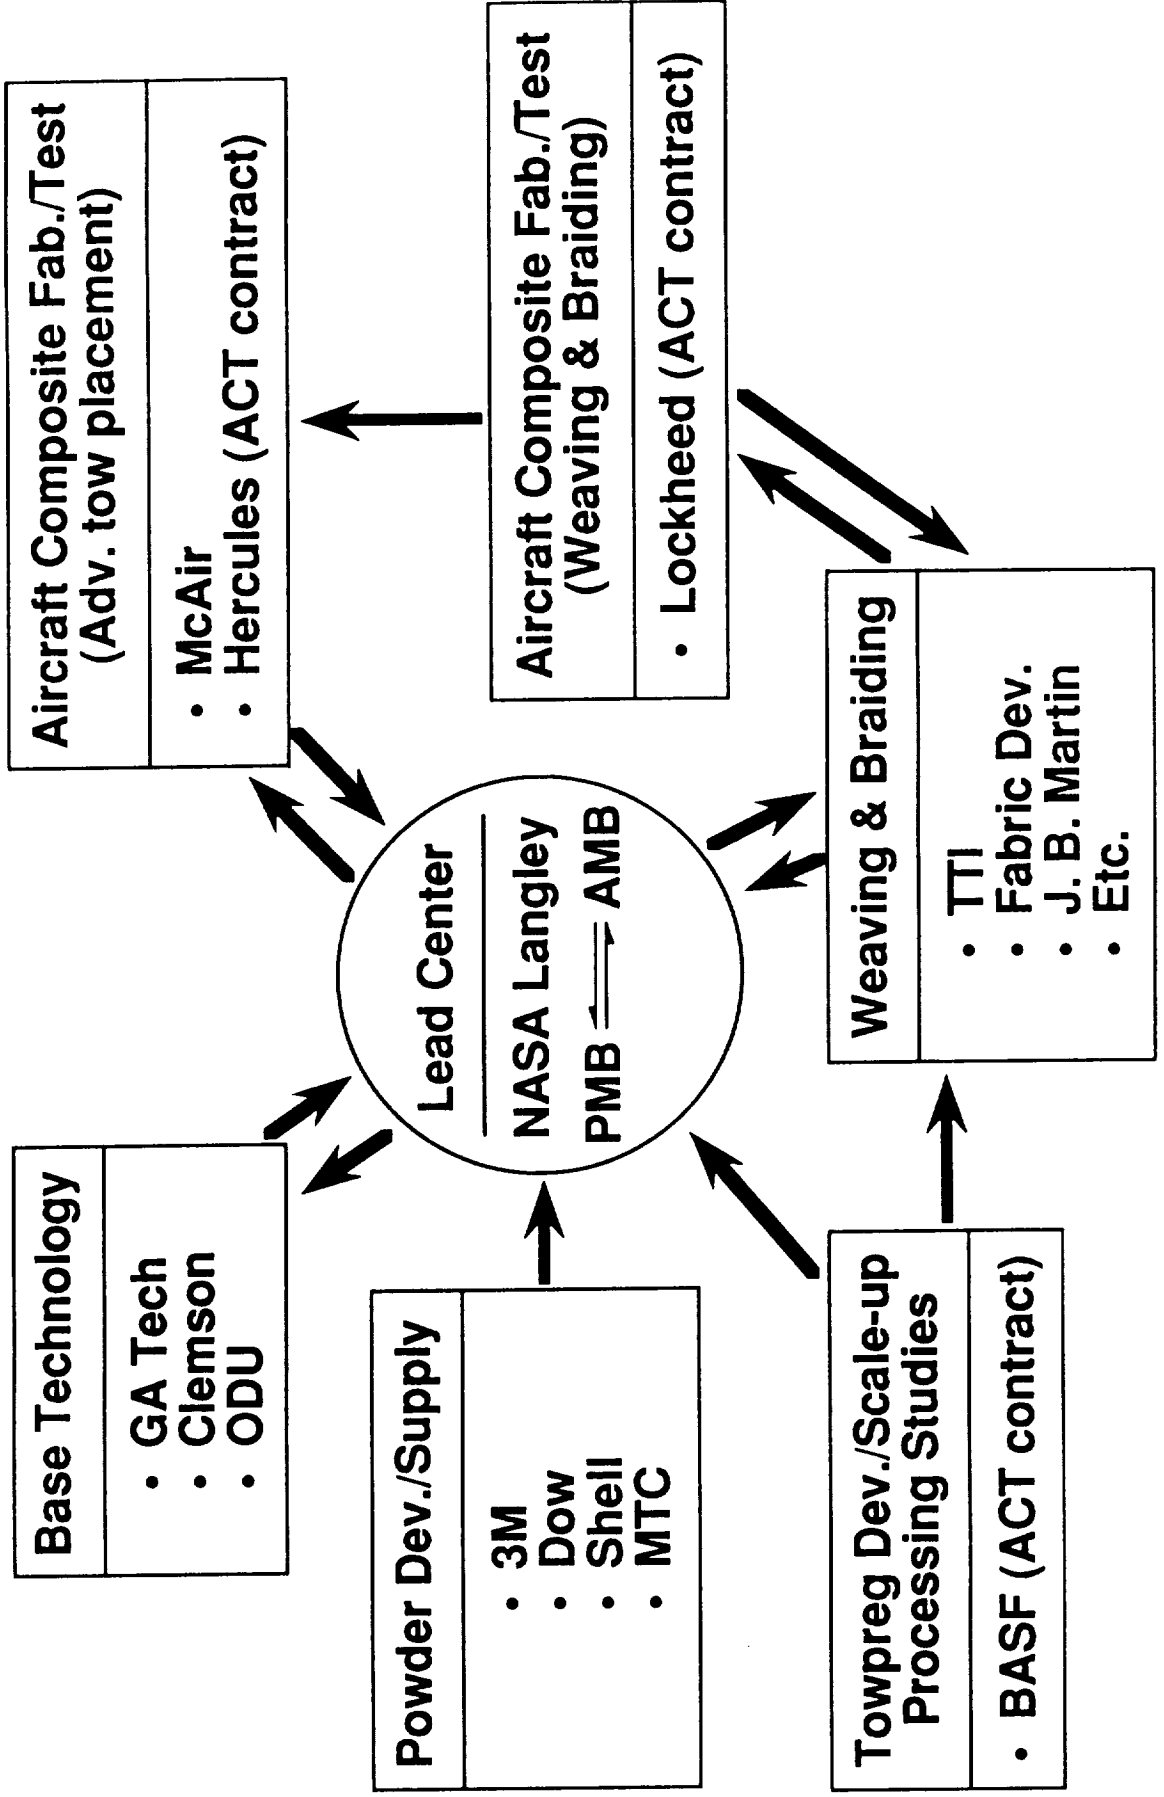 Base Technology
• GA Tech
• Clemson
• ODU
Powder Dev./Supply
• 3M
• Dow
• Shell
• MTC
Towpreg Dev./Scale-up
Processing Studies
• BASF (ACT contract)
Lead Center
NASA Langley
PMB ⇌ AMB
Weaving & Braiding
• TTI
• Fabric Dev.
• J. B. Martin
• Etc.
Aircraft Composite Fab./Test
(Adv. tow placement)
• McAir
• Hercules (ACT contract)
Aircraft Composite Fab./Test
(Weaving & Braiding)
• Lockheed (ACT contract)